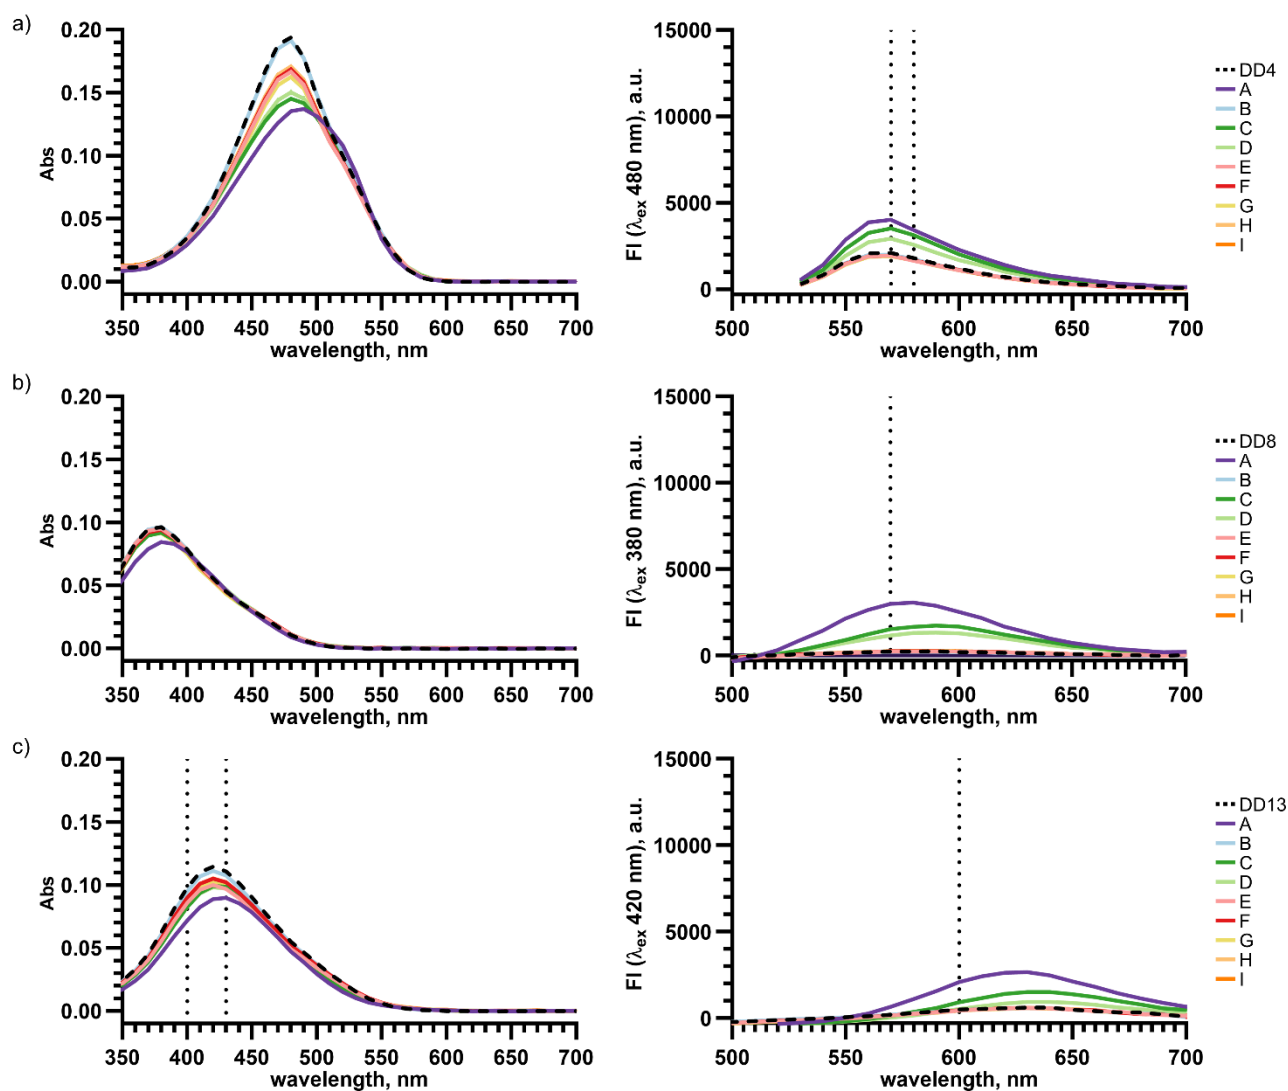 a)
Abs
0.20
0.15
0.10
0.05
0.00
350 400 450 500 550 600 650 700
wavelength, nm
FI (λex 480 nm), a.u.
15000
10000
5000
0
500 550 600 650 700
wavelength, nm
DD4
A
B
C
D
E
F
G
H
I
b)
Abs
0.20
0.15
0.10
0.05
0.00
350 400 450 500 550 600 650 700
wavelength, nm
FI (λex 380 nm), a.u.
15000
10000
5000
0
500 550 600 650 700
wavelength, nm
DD8
A
B
C
D
E
F
G
H
I
c)
Abs
0.20
0.15
0.10
0.05
0.00
350 400 450 500 550 600 650 700
wavelength, nm
FI (λex 420 nm), a.u.
15000
10000
5000
0
500 550 600 650 700
wavelength, nm
DD13
A
B
C
D
E
F
G
H
I